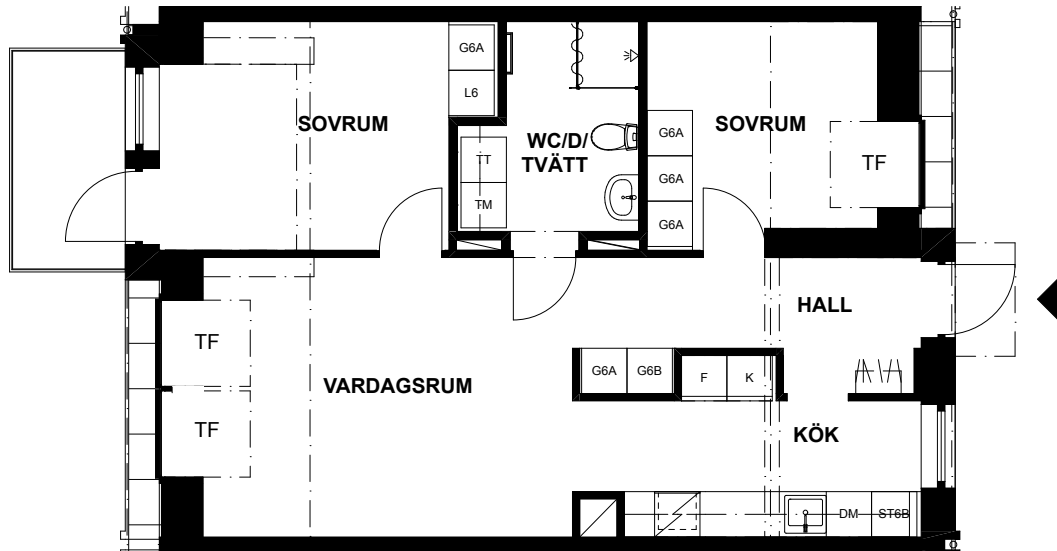 G6A
L6
SOVRUM
WC/D/
TVÄTT
TT
TM
G6A
G6A
G6A
SOVRUM
TF
HALL
TF
TF
VARDAGSRUM
G6A
G6B
F
K
KÖK
DM
ST6B